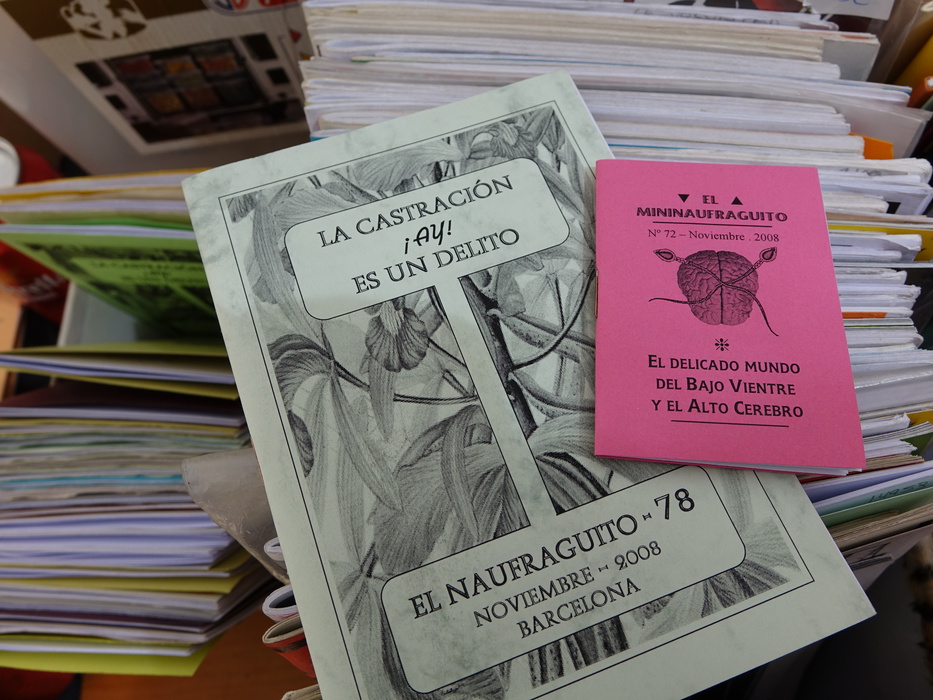 LA CASTRACIÓN
¡AY!
ES UN DELITO
EL NAUFRAGUITO ~ 78
NOVIEMBRE ~ 2008
BARCELONA
▼ EL ▲
MININAUFRAGUITO
Nº 72 – Noviembre . 2008
EL DELICADO MUNDO
DEL BAJO VIENTRE
Y EL ALTO CEREBRO